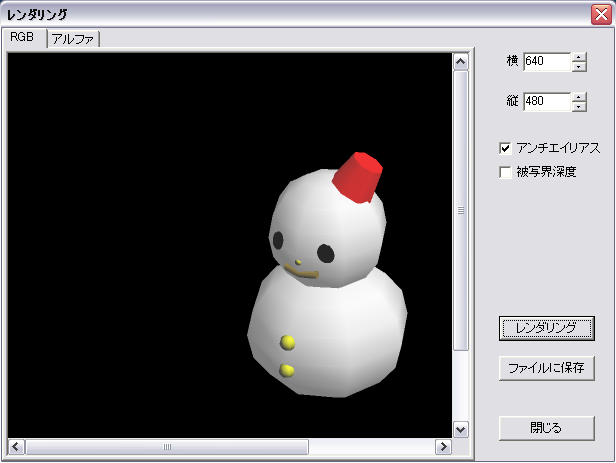 レンダリング
RGB
アルファ
横 640
縦 480
アンチエイリアス
被写界深度
レンダリング
ファイルに保存
閉じる